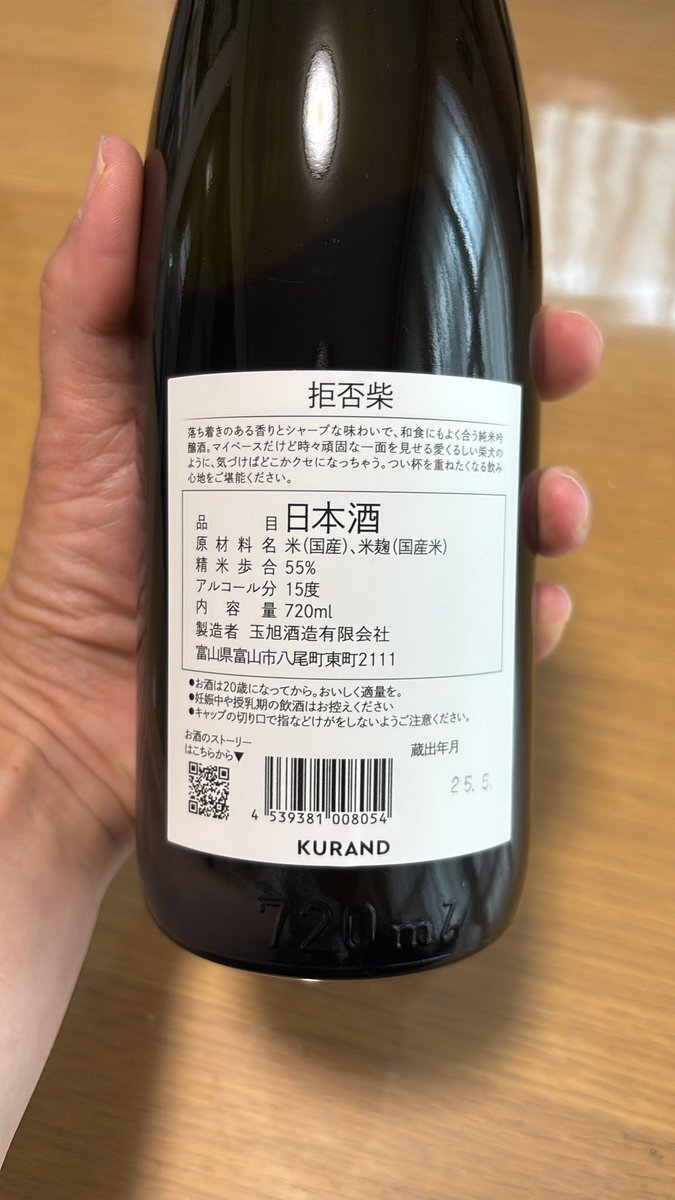 拒否柴
落ち着きのある香りとシャープな味わいで、和食にもよく合う純米吟
醸酒。マイペースだけど時々頑固な一面を見せる愛くるしい柴犬の
ように、気づけばどこかクセになっちゃう。つい杯を重ねたくなる飲み
心地をご堪能ください。
品目 日本酒
原材料名 米(国産)、米麹(国産米)
精米歩合 55%
アルコール分 15度
内容量 720ml
製造者 玉旭酒造有限会社
富山県富山市八尾町東町2111
●お酒は20歳になってから。おいしく適量を。
●妊娠中や授乳期の飲酒はお控えください
●キャップの切り口で指などけがをしないようご注意ください。
お酒のストーリー
はこちらから▼
蔵出年月
25.5.
4 539381 008054
KURAND
720ml